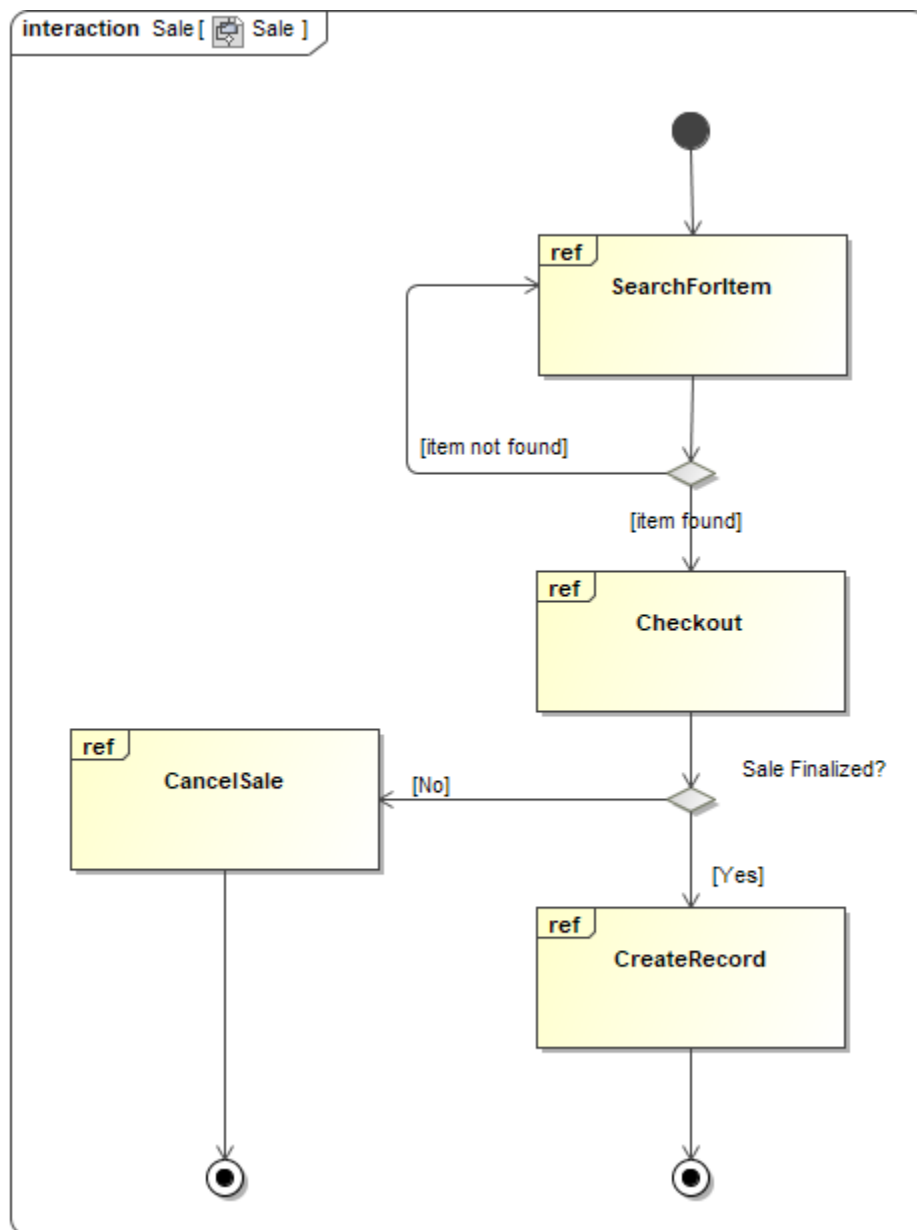 interaction Sale[ Sale ]
ref
SearchForItem
[item not found]
[item found]
ref
Checkout
ref
CancelSale
Sale Finalized?
[No]
[Yes]
ref
CreateRecord